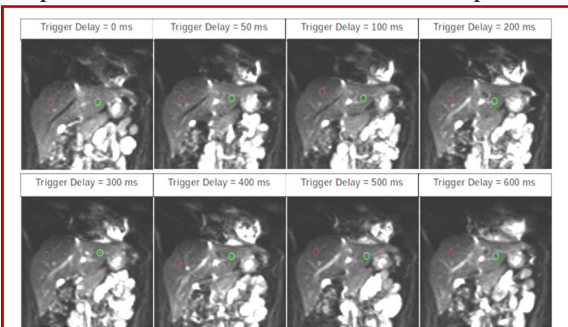 Trigger Delay = 0 ms
Trigger Delay = 50 ms
Trigger Delay = 100 ms
Trigger Delay = 200 ms
Trigger Delay = 300 ms
Trigger Delay = 400 ms
Trigger Delay = 500 ms
Trigger Delay = 600 ms